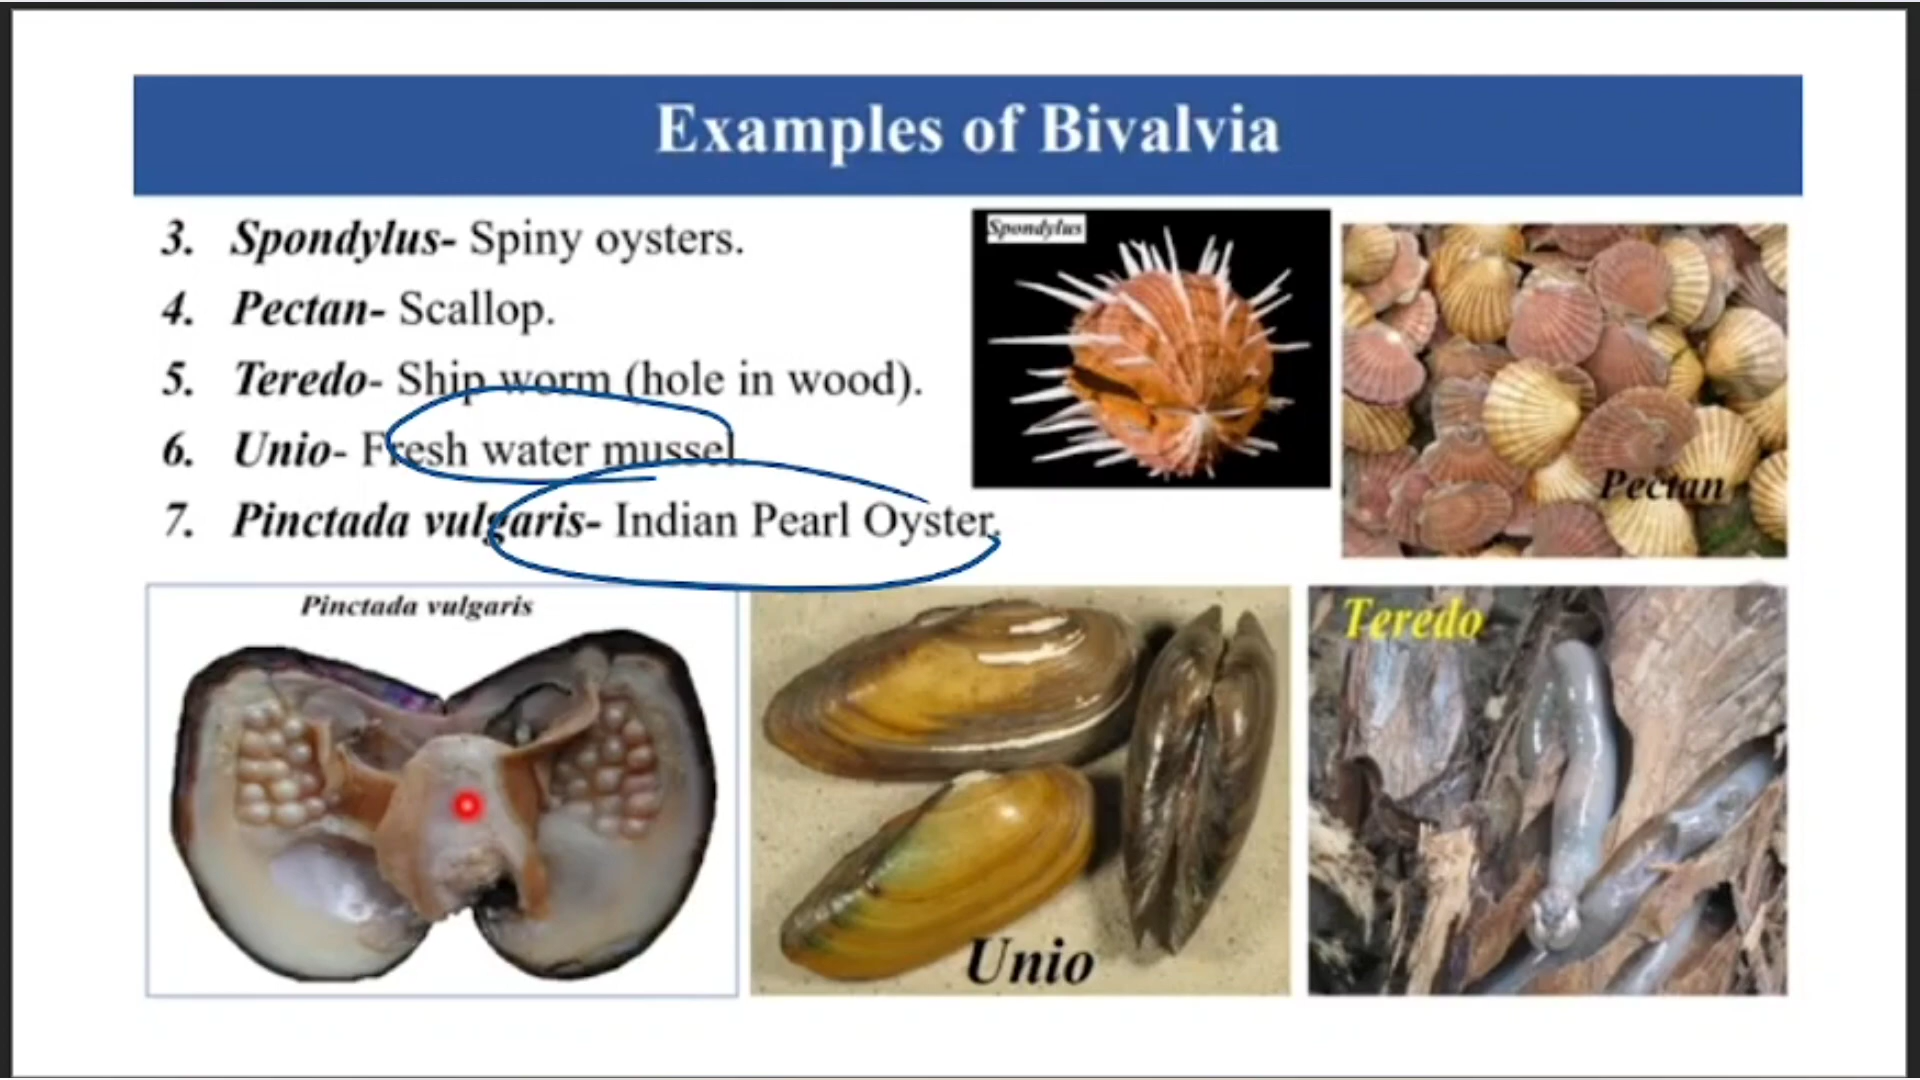 Examples of Bivalvia
3. Spondylus- Spiny oysters.
4. Pectan- Scallop.
5. Teredo- Ship worm (hole in wood).
6. Unio- Fresh water mussel
7. Pinctada vulgaris- Indian Pearl Oyster.
Spondylus
Pectan
Pinctada vulgaris
Unio
Teredo